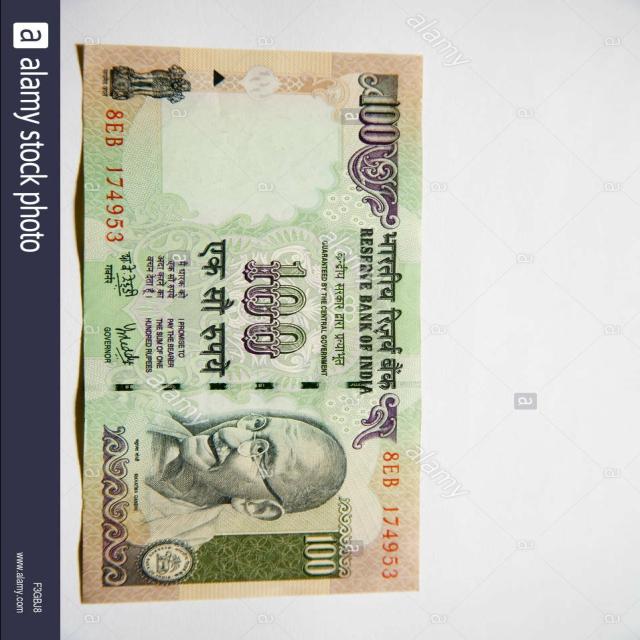 100
भारतीय रिज़र्व बैंक
RESERVE BANK OF INDIA
केन्द्रीय सरकार द्वारा प्रत्याभूत
GUARANTEED BY THE CENTRAL GOVERNMENT
100
एक सौ रुपये
मैं धारक को
एक सौ रुपये
अदा करने का
वचन देता हूँ।
I PROMISE TO
PAY THE BEARER
THE SUM OF ONE
HUNDRED RUPEES
गवर्नर
GOVERNOR
8EB 174953
8EB 174953
100
महात्मा गांधी
MAHATMA GANDHI
a alamy stock photo
F3GBJ8
www.alamy.com
alamy
alamy
alamy
alamy
a